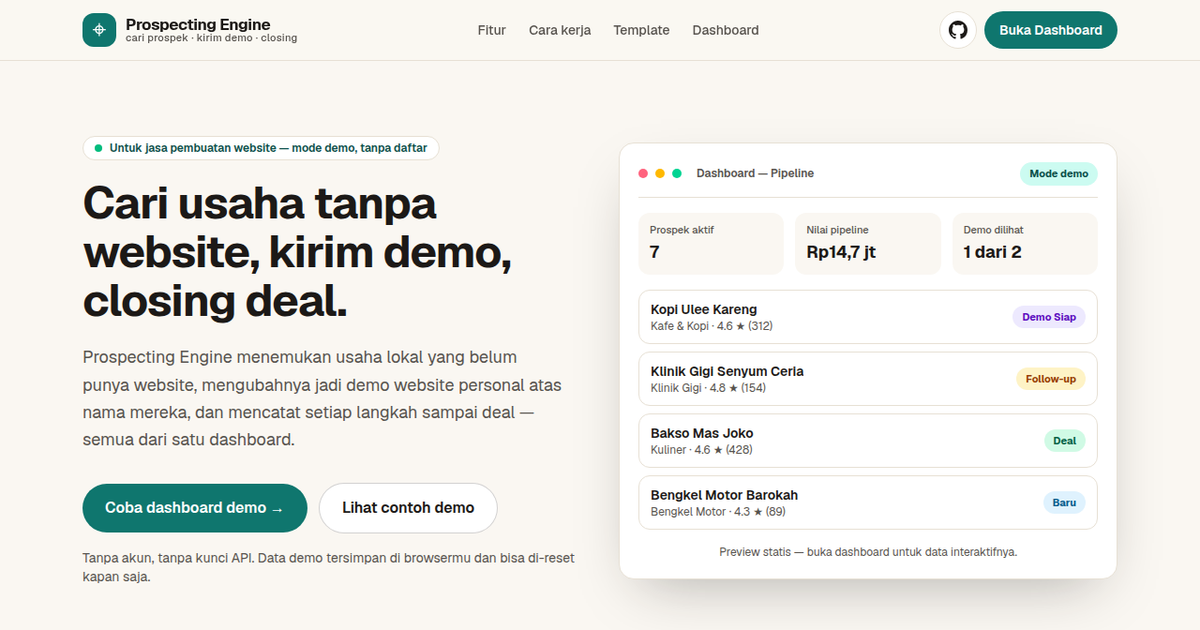 Prospecting Engine
cari prospek · kirim demo · closing
Fitur
Cara kerja
Template
Dashboard
Buka Dashboard
Untuk jasa pembuatan website — mode demo, tanpa daftar
Cari usaha tanpa
website, kirim demo,
closing deal.
Prospecting Engine menemukan usaha lokal yang belum
punya website, mengubahnya jadi demo website personal atas
nama mereka, dan mencatat setiap langkah sampai deal —
semua dari satu dashboard.
Coba dashboard demo →
Lihat contoh demo
Tanpa akun, tanpa kunci API. Data demo tersimpan di browsermu dan bisa di-reset
kapan saja.
Dashboard — Pipeline
Mode demo
Prospek aktif
7
Nilai pipeline
Rp14,7 jt
Demo dilihat
1 dari 2
Kopi Ulee Kareng
Kafe & Kopi · 4.6 ★ (312)
Demo Siap
Klinik Gigi Senyum Ceria
Klinik Gigi · 4.8 ★ (154)
Follow-up
Bakso Mas Joko
Kuliner · 4.6 ★ (428)
Deal
Bengkel Motor Barokah
Bengkel Motor · 4.3 ★ (89)
Baru
Preview statis — buka dashboard untuk data interaktifnya.